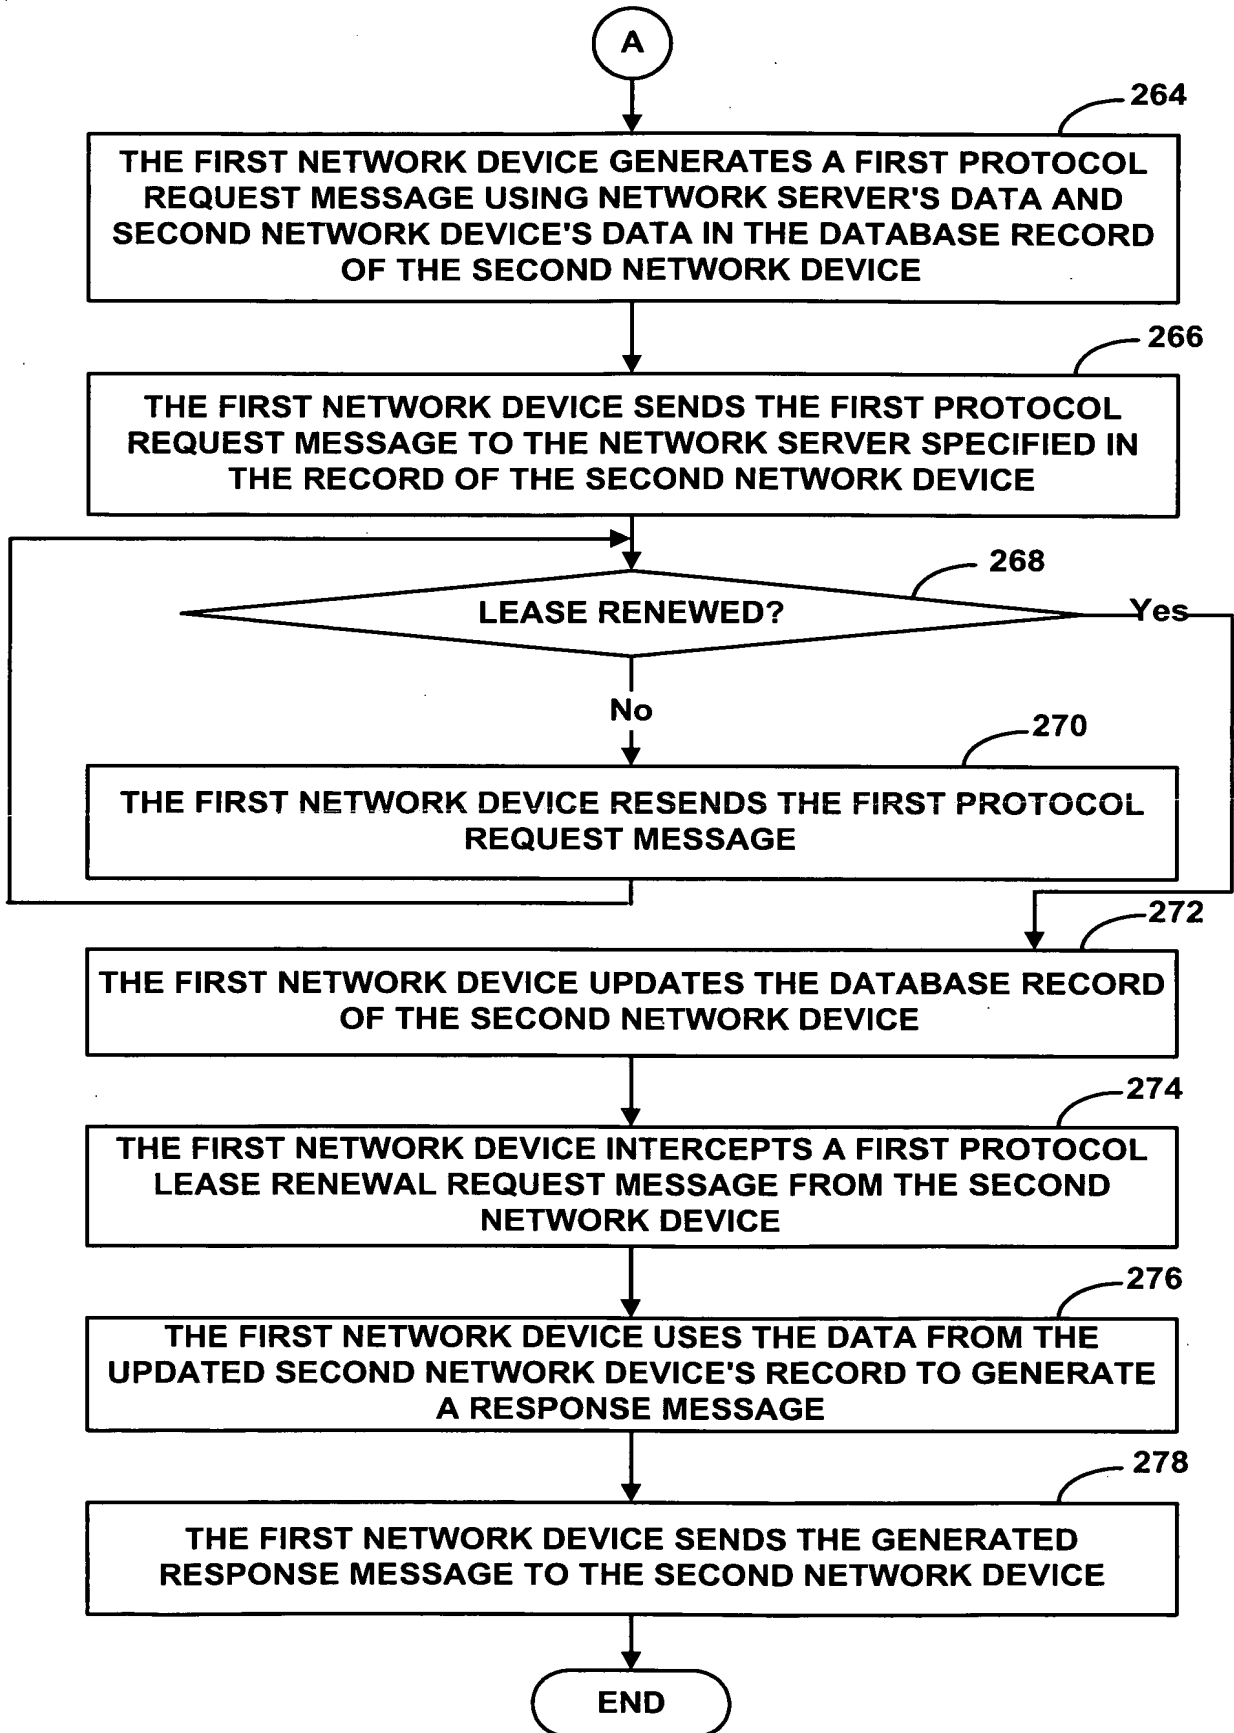 A
264
THE FIRST NETWORK DEVICE GENERATES A FIRST PROTOCOL
REQUEST MESSAGE USING NETWORK SERVER'S DATA AND
SECOND NETWORK DEVICE'S DATA IN THE DATABASE RECORD
OF THE SECOND NETWORK DEVICE
266
THE FIRST NETWORK DEVICE SENDS THE FIRST PROTOCOL
REQUEST MESSAGE TO THE NETWORK SERVER SPECIFIED IN
THE RECORD OF THE SECOND NETWORK DEVICE
268
LEASE RENEWED?
Yes
No
270
THE FIRST NETWORK DEVICE RESENDS THE FIRST PROTOCOL
REQUEST MESSAGE
272
THE FIRST NETWORK DEVICE UPDATES THE DATABASE RECORD
OF THE SECOND NETWORK DEVICE
274
THE FIRST NETWORK DEVICE INTERCEPTS A FIRST PROTOCOL
LEASE RENEWAL REQUEST MESSAGE FROM THE SECOND
NETWORK DEVICE
276
THE FIRST NETWORK DEVICE USES THE DATA FROM THE
UPDATED SECOND NETWORK DEVICE'S RECORD TO GENERATE
A RESPONSE MESSAGE
278
THE FIRST NETWORK DEVICE SENDS THE GENERATED
RESPONSE MESSAGE TO THE SECOND NETWORK DEVICE
END